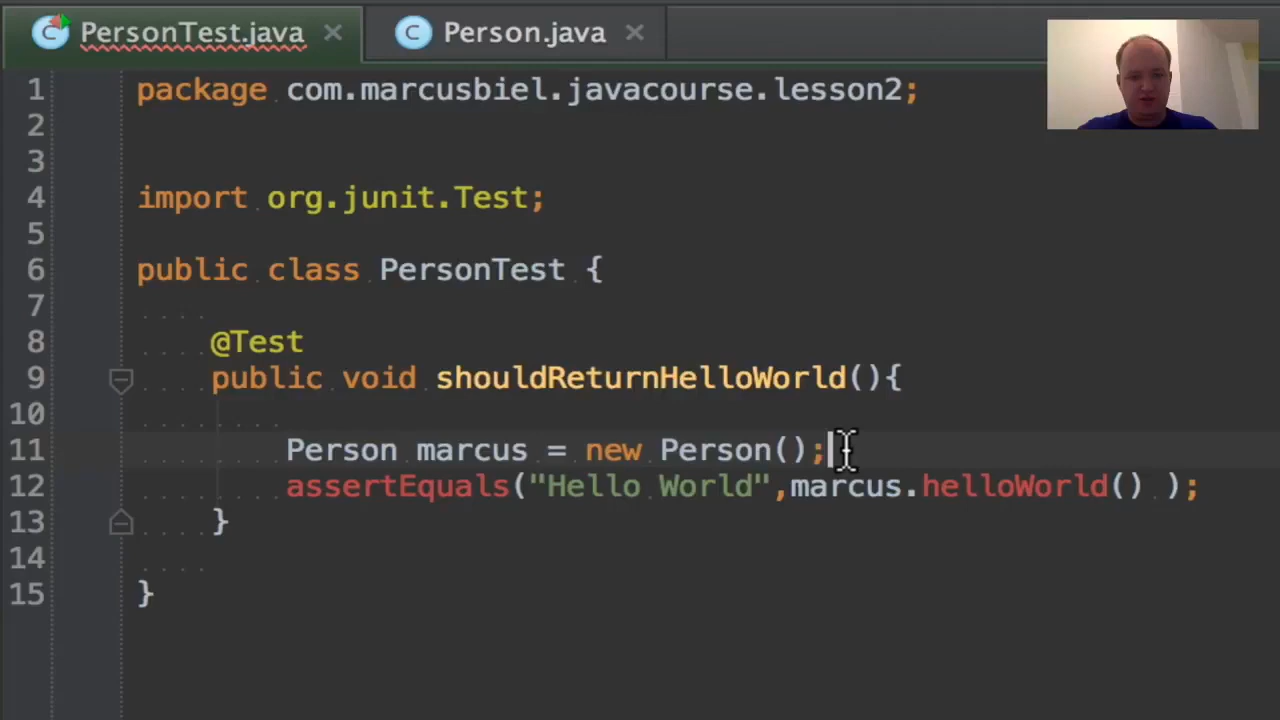 PersonTest.java Person.java
1 package com.marcusbiel.javacourse.lesson2;
2
3
4 import org.junit.Test;
5
6 public class PersonTest {
7
8 @Test
9 public void shouldReturnHelloWorld(){
10
11 Person marcus = new Person();
12 assertEquals("Hello World",marcus.helloWorld() );
13 }
14
15 }